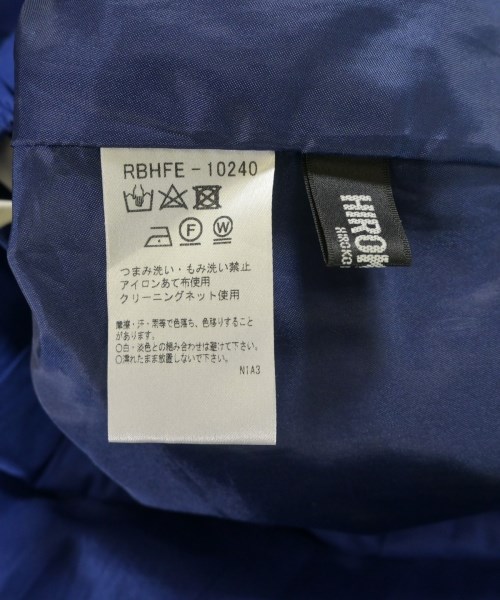 RBHFE-10240
F W
つまみ洗い・もみ洗い禁止
アイロンあて布使用
クリーニングネット使用
摩擦・汗・雨等で色落ち、色移りすること
があります。
○白・淡色との組み合わせは避けて下さい。
○濡れたまま放置しないで下さい。
N1A3
HIROK